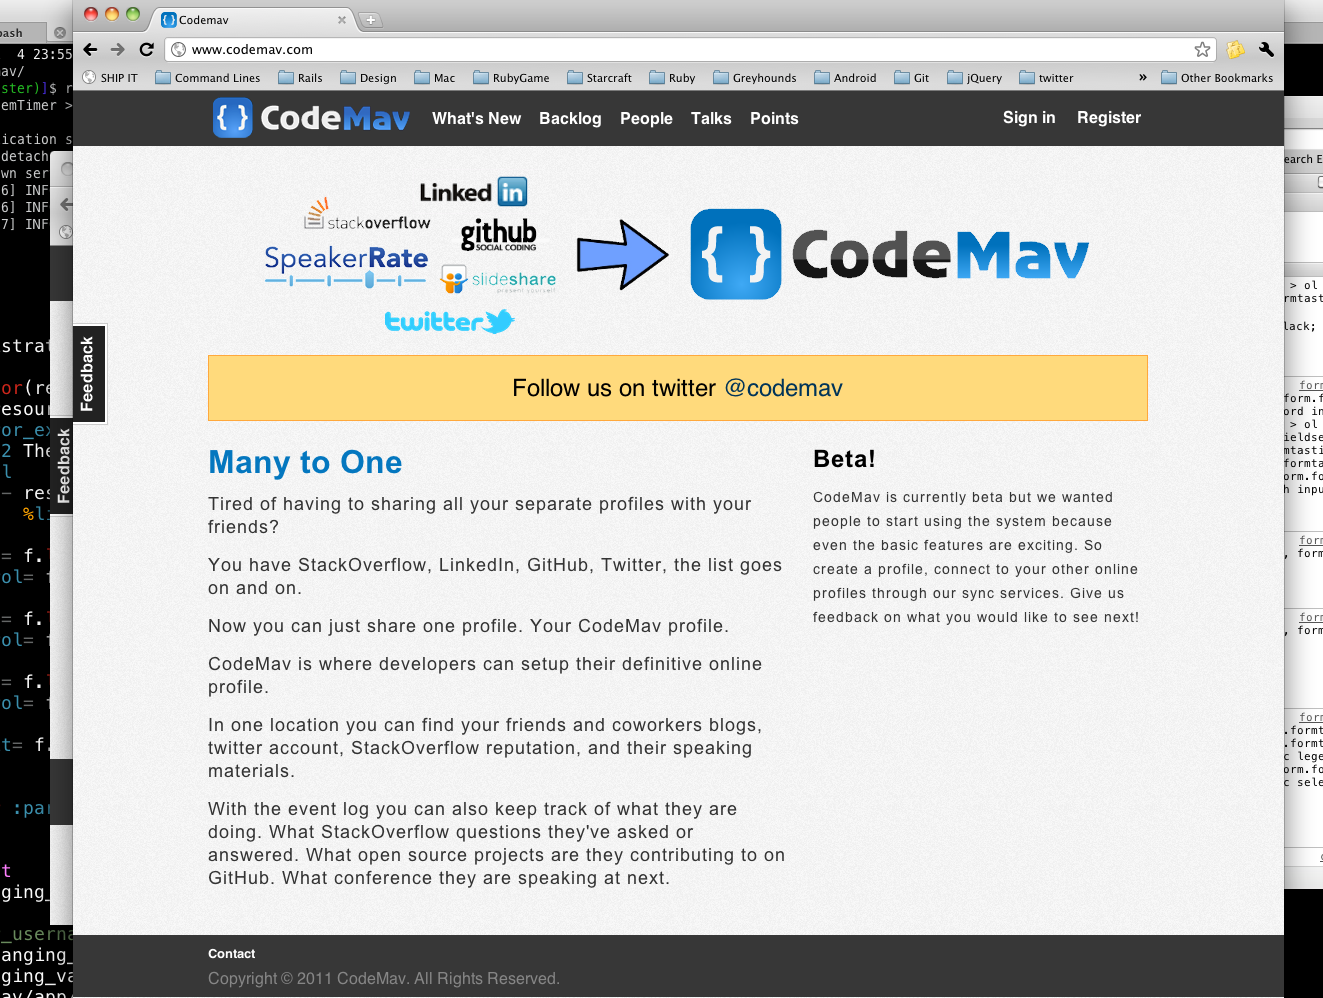 Codemav
www.codemav.com
SHIP IT Command Lines Rails Design Mac RubyGame Starcraft Ruby Greyhounds Android Git jQuery twitter » Other Bookmarks
CodeMav What's New Backlog People Talks Points Sign in Register
Linked in
stackoverflow
github
SOCIAL CODING
SpeakerRate
slideshare
present yourself
twitter
{ } CodeMav
Feedback
Feedback
Follow us on twitter @codemav
Many to One
Tired of having to sharing all your separate profiles with your
friends?
You have StackOverflow, LinkedIn, GitHub, Twitter, the list goes
on and on.
Now you can just share one profile. Your CodeMav profile.
CodeMav is where developers can setup their definitive online
profile.
In one location you can find your friends and coworkers blogs,
twitter account, StackOverflow reputation, and their speaking
materials.
With the event log you can also keep track of what they are
doing. What StackOverflow questions they've asked or
answered. What open source projects are they contributing to on
GitHub. What conference they are speaking at next.
Beta!
CodeMav is currently beta but we wanted
people to start using the system because
even the basic features are exciting. So
create a profile, connect to your other online
profiles through our sync services. Give us
feedback on what you would like to see next!
Contact
Copyright © 2011 CodeMav. All Rights Reserved.
4 23:55